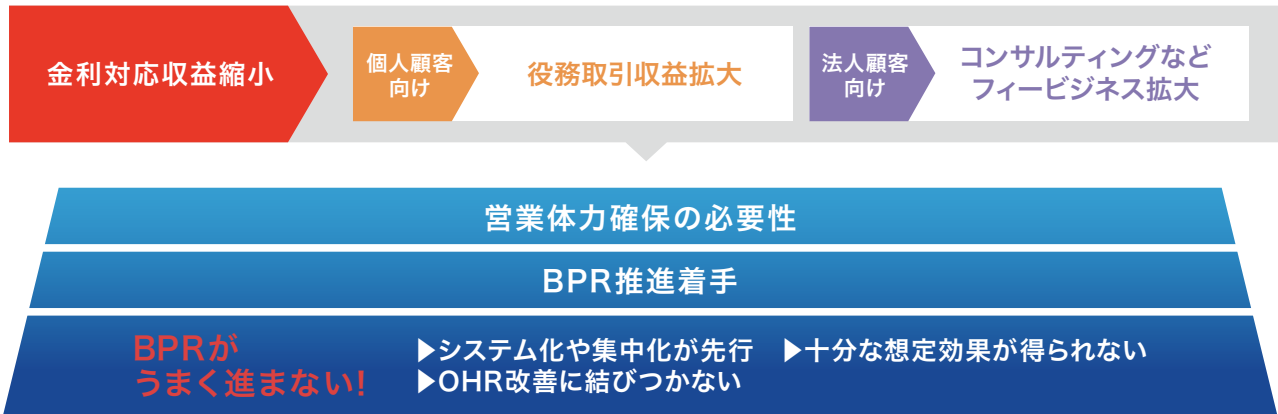 金利対応収益縮小
個人顧客
向け
役務取引収益拡大
法人顧客
向け
コンサルティングなど
フィービジネス拡大
営業体力確保の必要性
BPR推進着手
BPRが
うまく進まない!
▶システム化や集中化が先行 ▶十分な想定効果が得られない
▶OHR改善に結びつかない